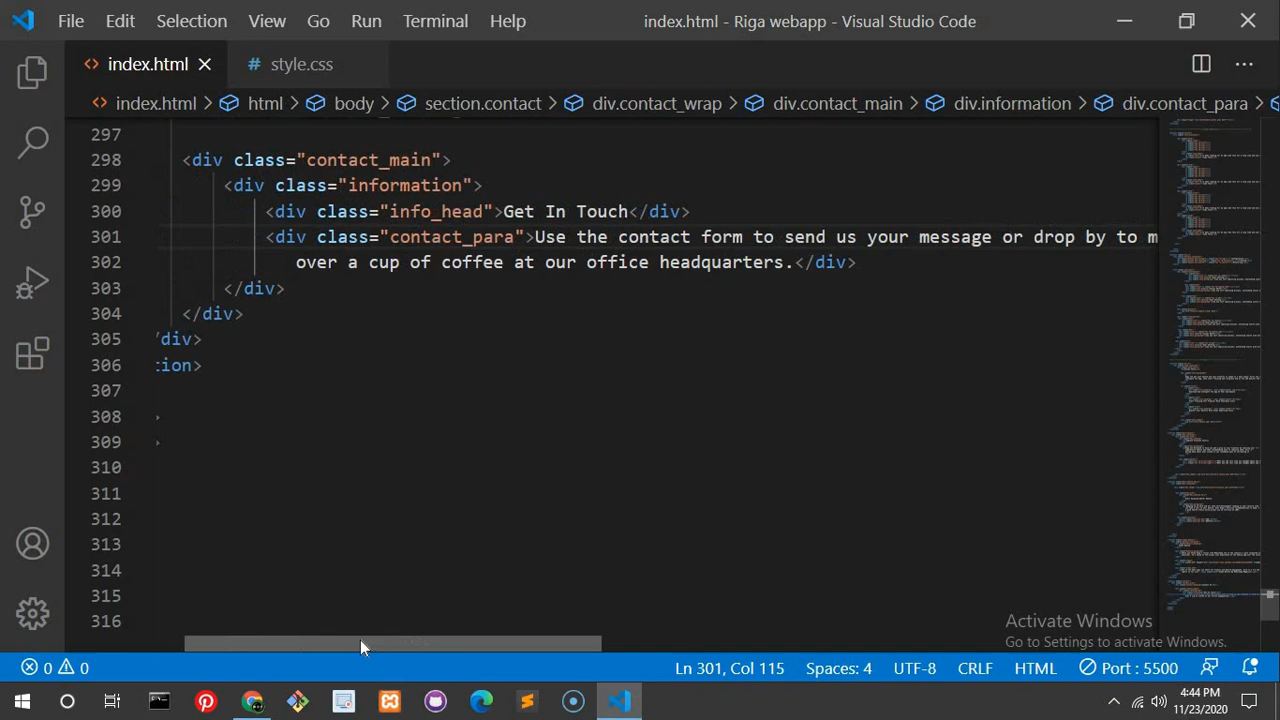 File Edit Selection View Go Run Terminal Help index.html - Riga webapp - Visual Studio Code
index.html style.css
index.html html body section.contact div.contact_wrap div.contact_main div.information div.contact_para
297
298 <div class="contact_main">
299 <div class="information">
300 <div class="info_head">Get In Touch</div>
301 <div class="contact_para">Use the contact form to send us your message or drop by to m
302 over a cup of coffee at our office headquarters.</div>
303 </div>
304 </div>
305 /div>
306 :ion>
307
308 >
309 >
310
311
312
313
314
315
316
Activate Windows
Go to Settings to activate Windows.
0 0 Ln 301, Col 115 Spaces: 4 UTF-8 CRLF HTML Port : 5500
4:44 PM
11/23/2020